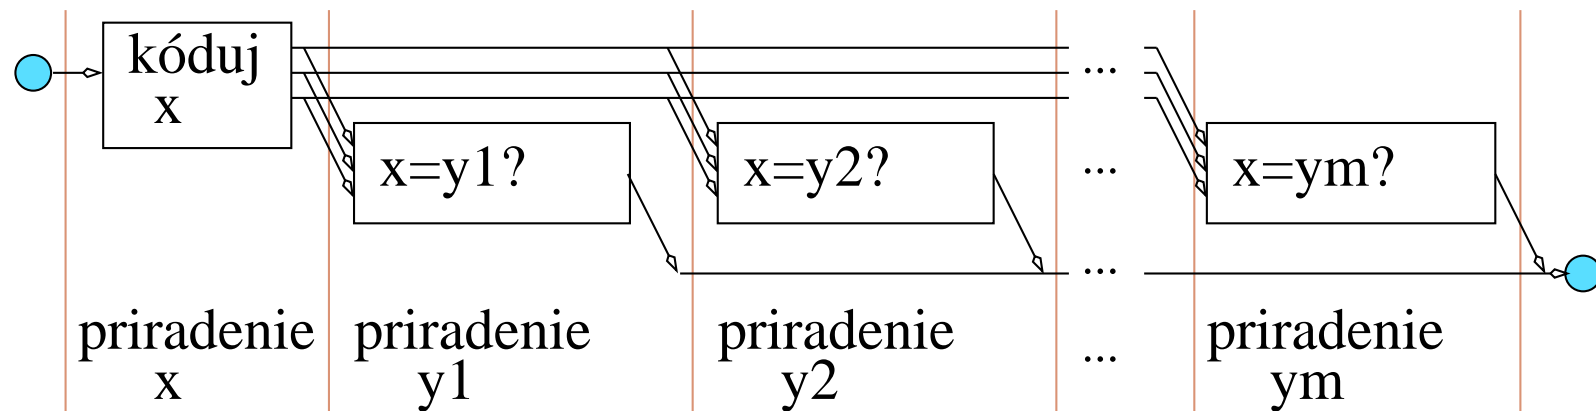 kóduj
x
x=y1?
x=y2?
x=ym?
...
...
...
...
priradenie
x
priradenie
y1
priradenie
y2
priradenie
ym